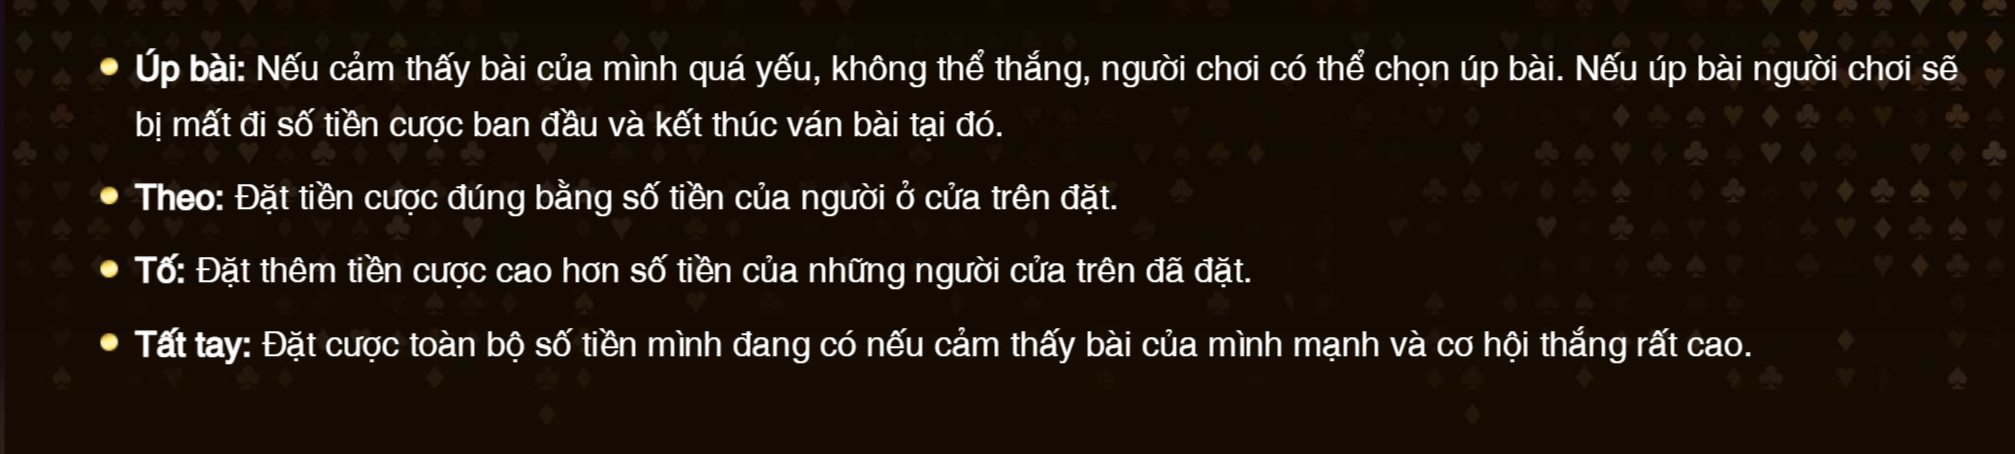 Úp bài: Nếu cảm thấy bài của mình quá yếu, không thể thắng, người chơi có thể chọn úp bài. Nếu úp bài người chơi sẽ
bị mất đi số tiền cược ban đầu và kết thúc ván bài tại đó.
Theo: Đặt tiền cược đúng bằng số tiền của người ở cửa trên đặt.
Tố: Đặt thêm tiền cược cao hơn số tiền của những người cửa trên đã đặt.
Tất tay: Đặt cược toàn bộ số tiền mình đang có nếu cảm thấy bài của mình mạnh và cơ hội thắng rất cao.